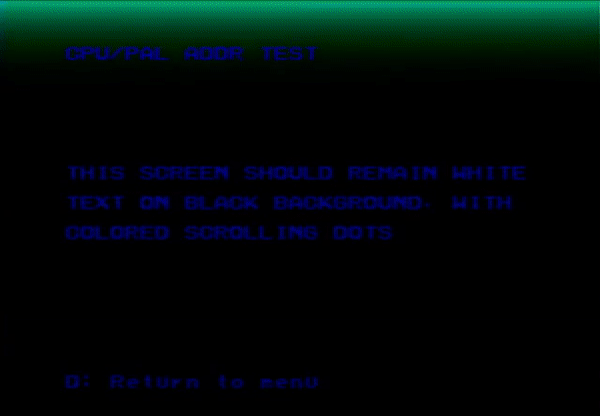 CPU/PAL ADDR TEST
THIS SCREEN SHOULD REMAIN WHITE
TEXT ON BLACK BACKGROUND. WITH
COLORED SCROLLING DOTS
D: Return to menu